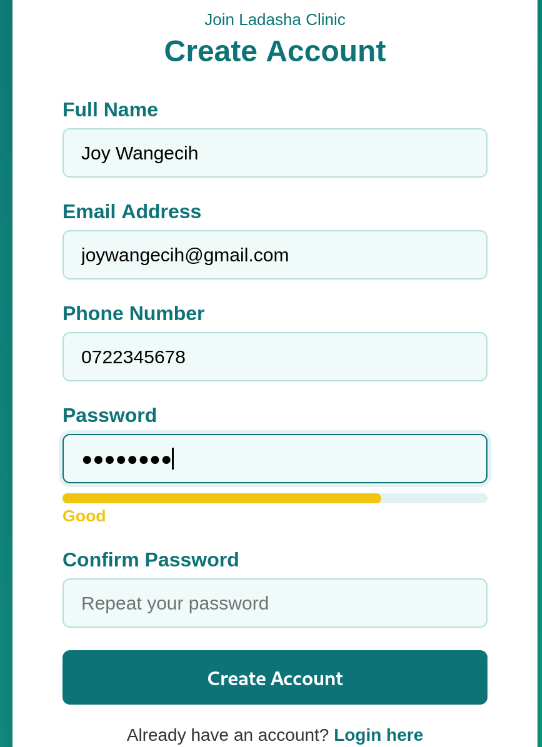 Join Ladasha Clinic
Create Account
Full Name
Joy Wangecih
Email Address
joywangecih@gmail.com
Phone Number
0722345678
Password
••••••••
Good
Confirm Password
Repeat your password
Create Account
Already have an account? Login here